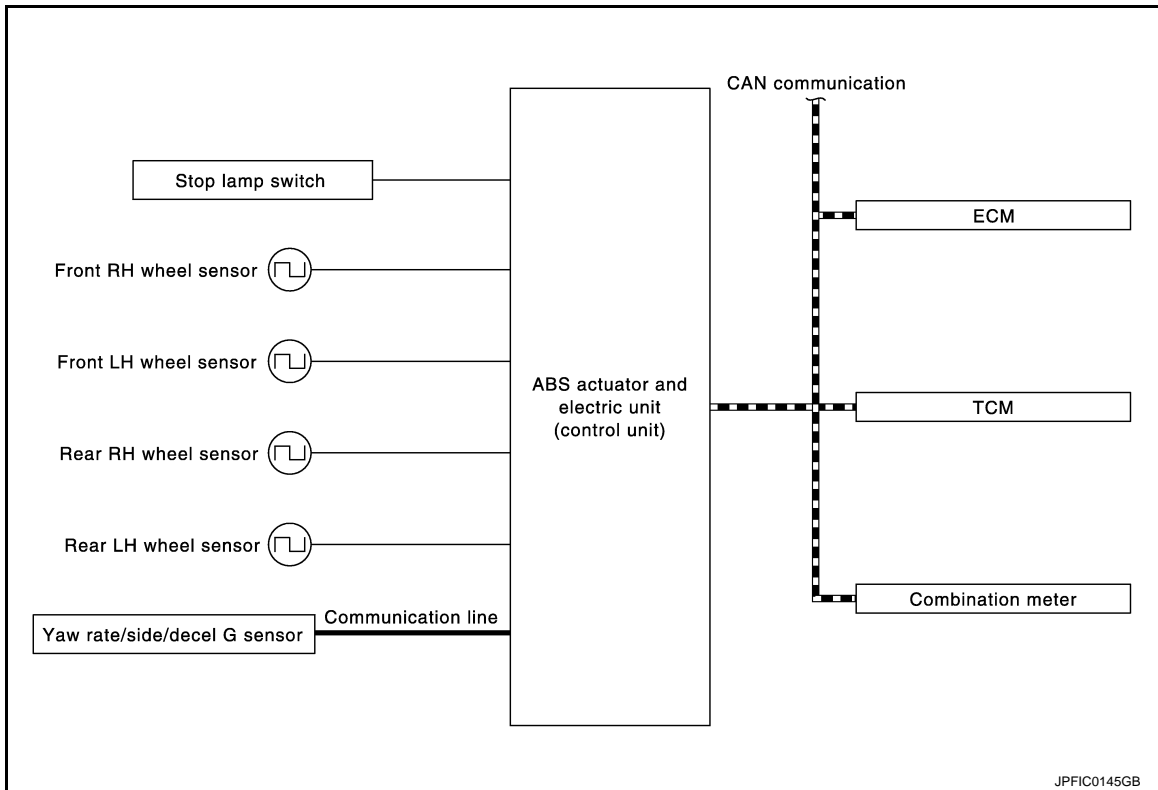 CAN communication
Stop lamp switch
ECM
Front RH wheel sensor
Front LH wheel sensor
ABS actuator and
electric unit
(control unit)
TCM
Rear RH wheel sensor
Rear LH wheel sensor
Combination meter
Communication line
Yaw rate/side/decel G sensor
JPFIC0145GB